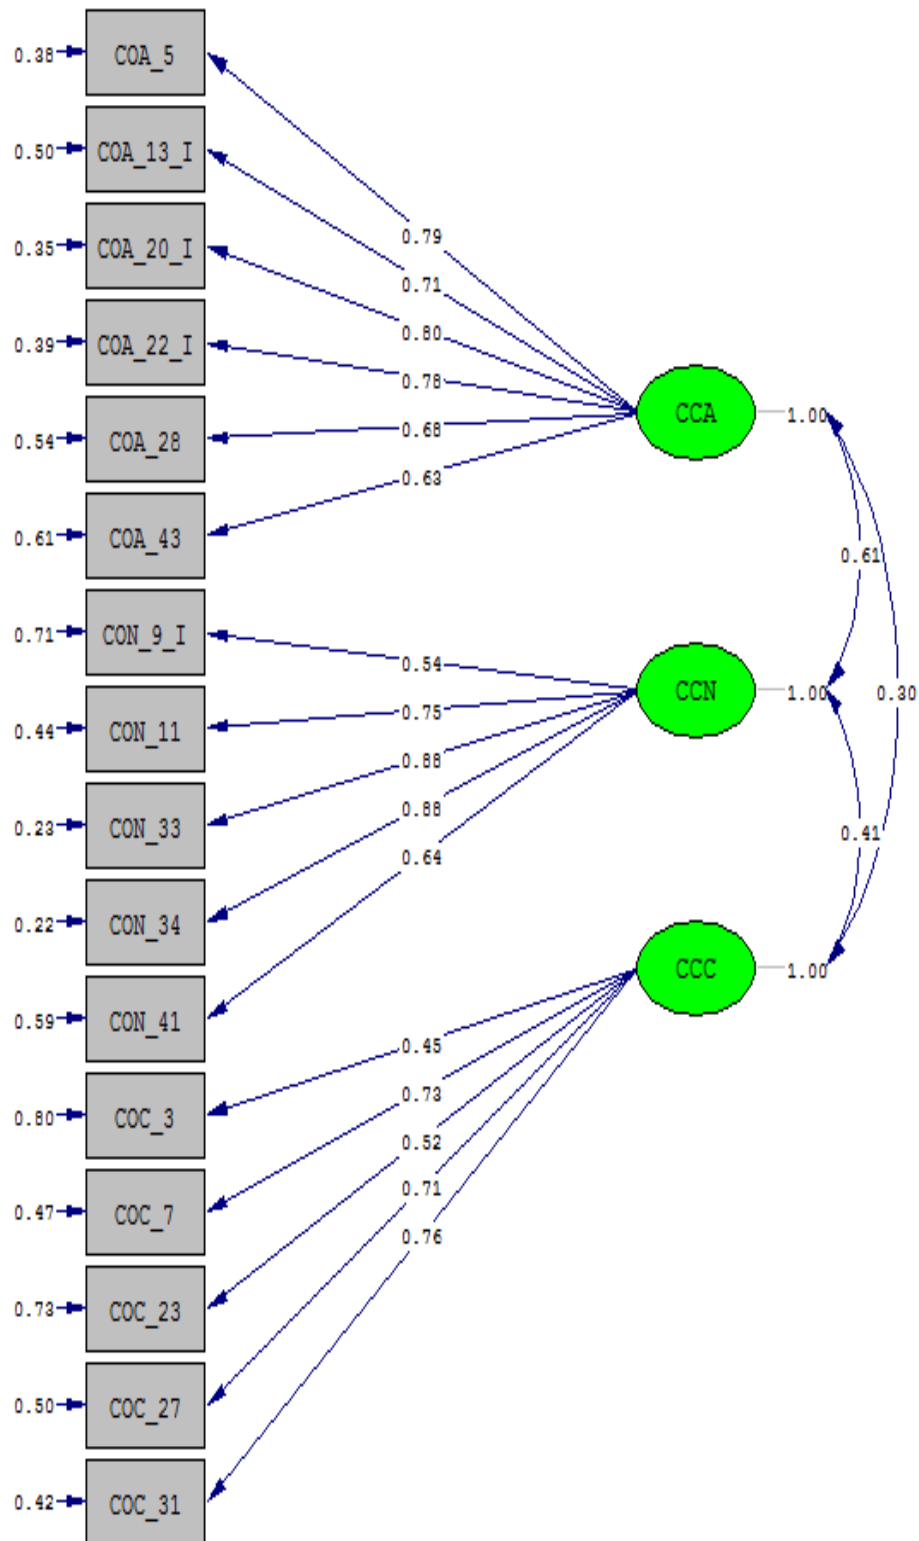 0.38 COA_5
0.50 COA_13_I
0.35 COA_20_I
0.39 COA_22_I
0.54 COA_28
0.61 COA_43
0.71 CON_9_I
0.44 CON_11
0.23 CON_33
0.22 CON_34
0.59 CON_41
0.80 COC_3
0.47 COC_7
0.73 COC_23
0.50 COC_27
0.42 COC_31
0.79
0.71
0.80
0.78
0.68
0.63
0.54
0.75
0.88
0.88
0.64
0.45
0.73
0.52
0.71
0.76
CCA 1.00
CCN 1.00
CCC 1.00
0.61
0.30
0.41